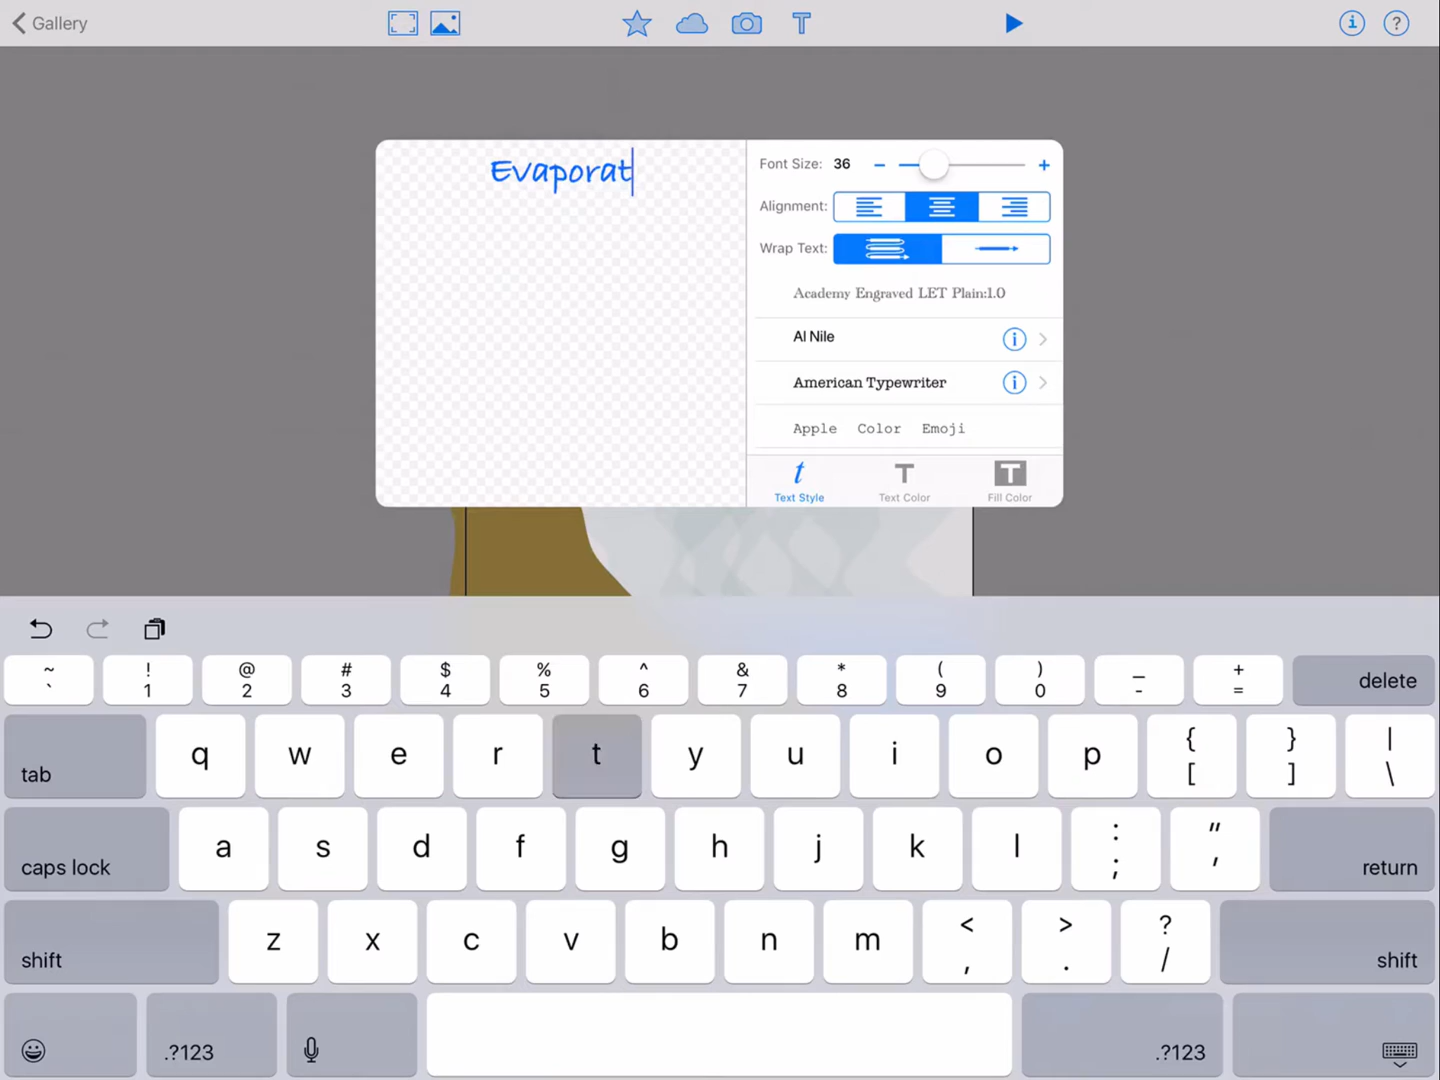 Gallery
T
i
?
Evaporat
Font Size: 36 - +
Alignment:
Wrap Text:
Academy Engraved LET Plain:1.0
Al Nile i
American Typewriter i
Apple Color Emoji
t T T
Text Style Text Color Fill Color
~ ! @ # $ % ^ & * ( ) _ +
` 1 2 3 4 5 6 7 8 9 0 - = delete
tab q w e r t y u i o p { [ } ] | \
caps lock a s d f g h j k l : ; " ' return
shift z x c v b n m < , > . ? / shift
.?123 .?123